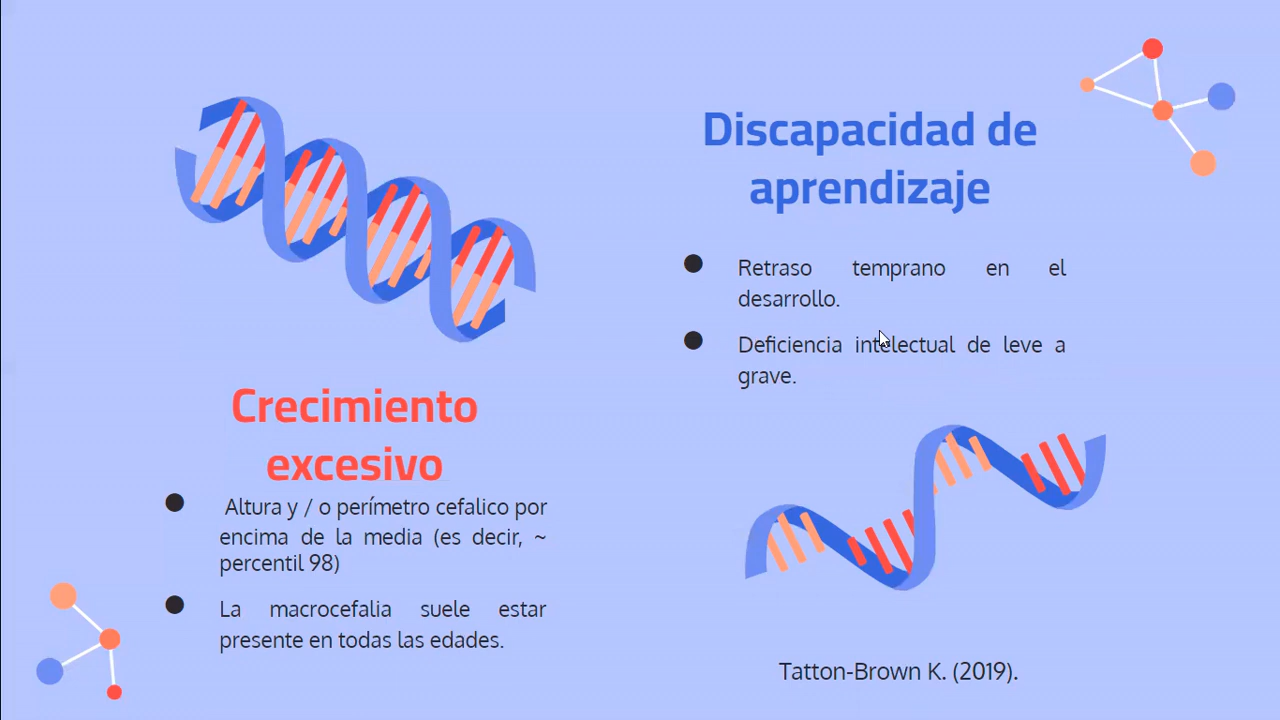 Crecimiento
excesivo
Altura y / o perímetro cefalico por
encima de la media (es decir, ~
percentil 98)
La macrocefalia suele estar
presente en todas las edades.
Discapacidad de
aprendizaje
Retraso temprano en el
desarrollo.
Deficiencia intelectual de leve a
grave.
Tatton-Brown K. (2019).